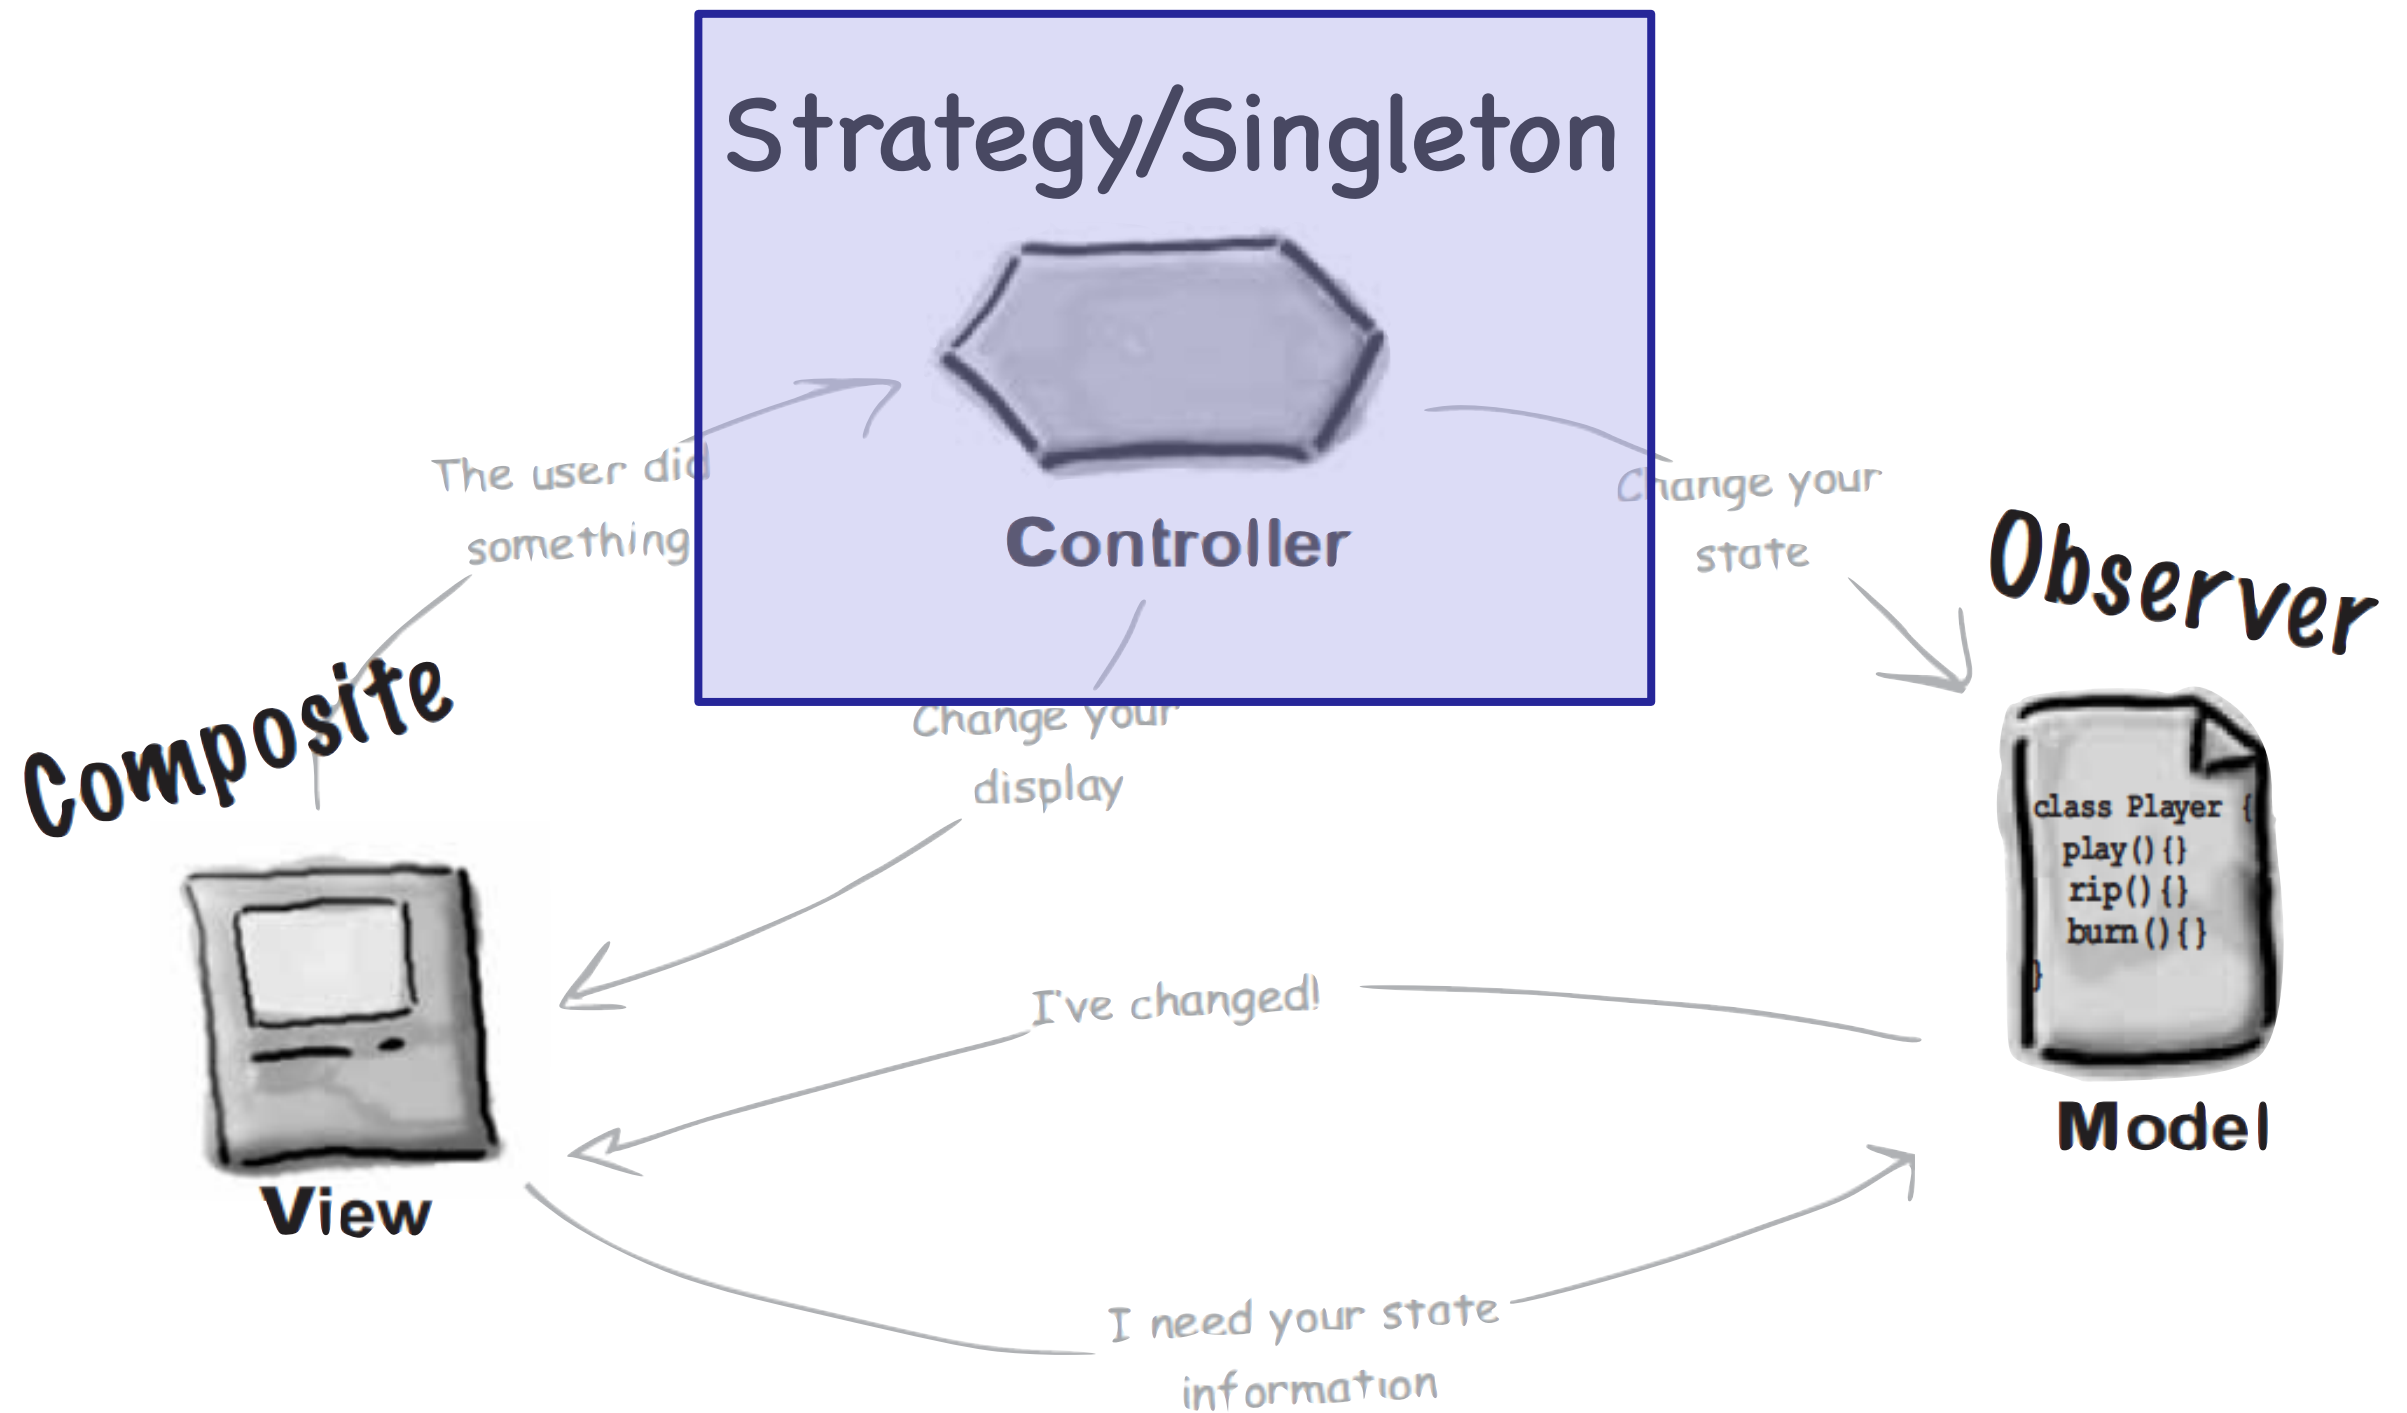 Strategy/Singleton
Controller
The user did
something
Change your
state
Observer
Composite
Change your
display
class Player {
play(){}
rip(){}
burn(){}
}
I've changed!
Model
View
I need your state
information